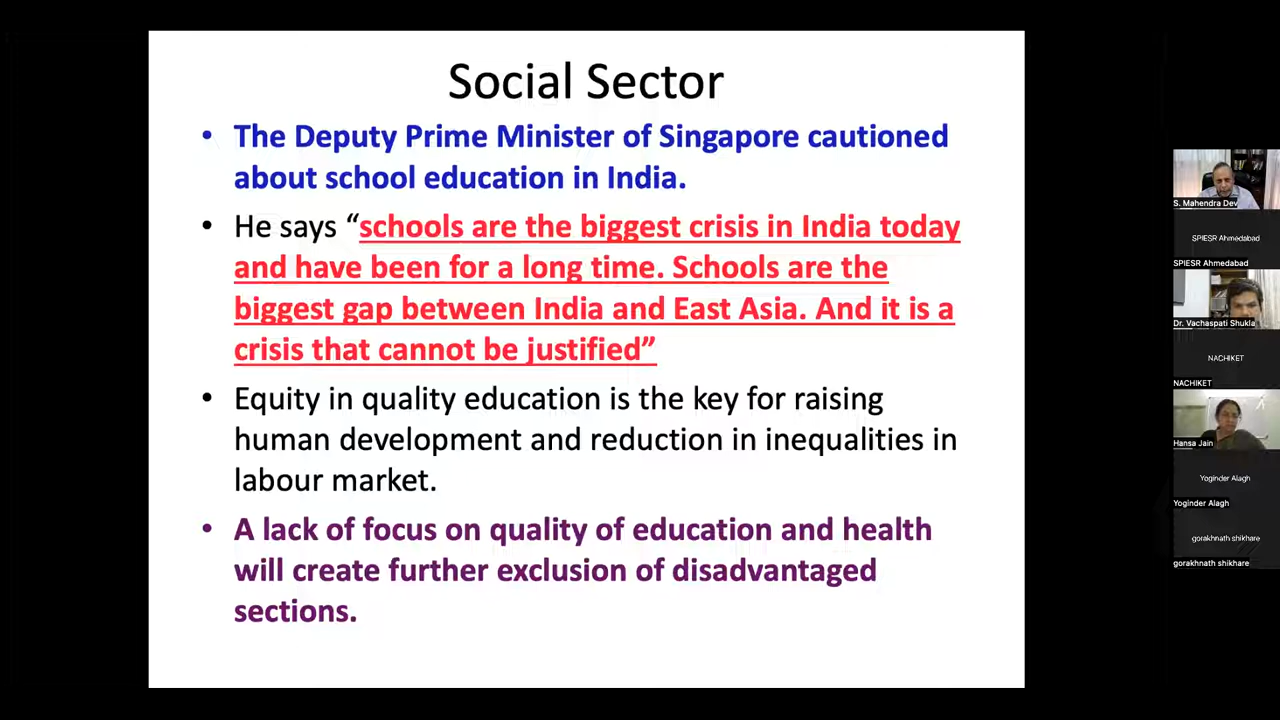 Social Sector
• The Deputy Prime Minister of Singapore cautioned
about school education in India.
• He says “schools are the biggest crisis in India today
and have been for a long time. Schools are the
biggest gap between India and East Asia. And it is a
crisis that cannot be justified”
• Equity in quality education is the key for raising
human development and reduction in inequalities in
labour market.
• A lack of focus on quality of education and health
will create further exclusion of disadvantaged
sections.
S. Mahendra Dev
SPIESR Ahmedabad
SPIESR Ahmedabad
Dr. Vachaspati Shukla
NACHIKET
NACHIKET
Hansa Jain
Yoginder Alagh
Yoginder Alagh
gorakhnath shikhare
gorakhnath shikhare